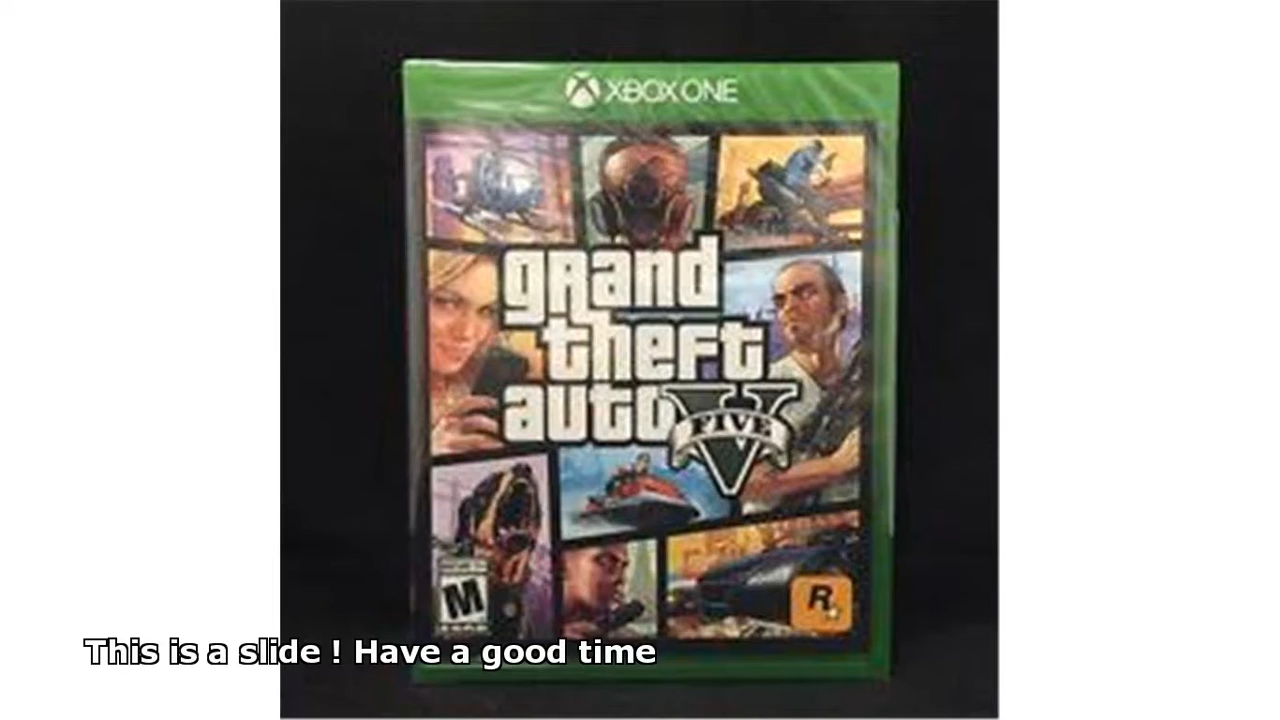 XBOX ONE
grand
theft
auto V
FIVE
M
R
This is a slide ! Have a good time